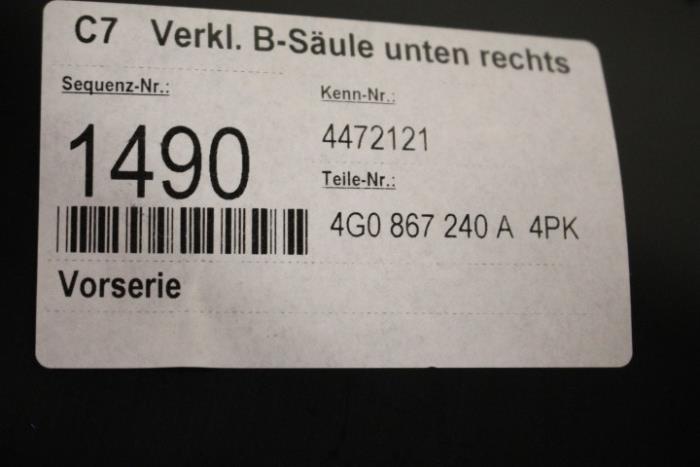 C7 Verkl. B-Säule unten rechts
Sequenz-Nr.:
1490
Kenn-Nr.:
4472121
Teile-Nr.:
4G0 867 240 A 4PK
Vorserie